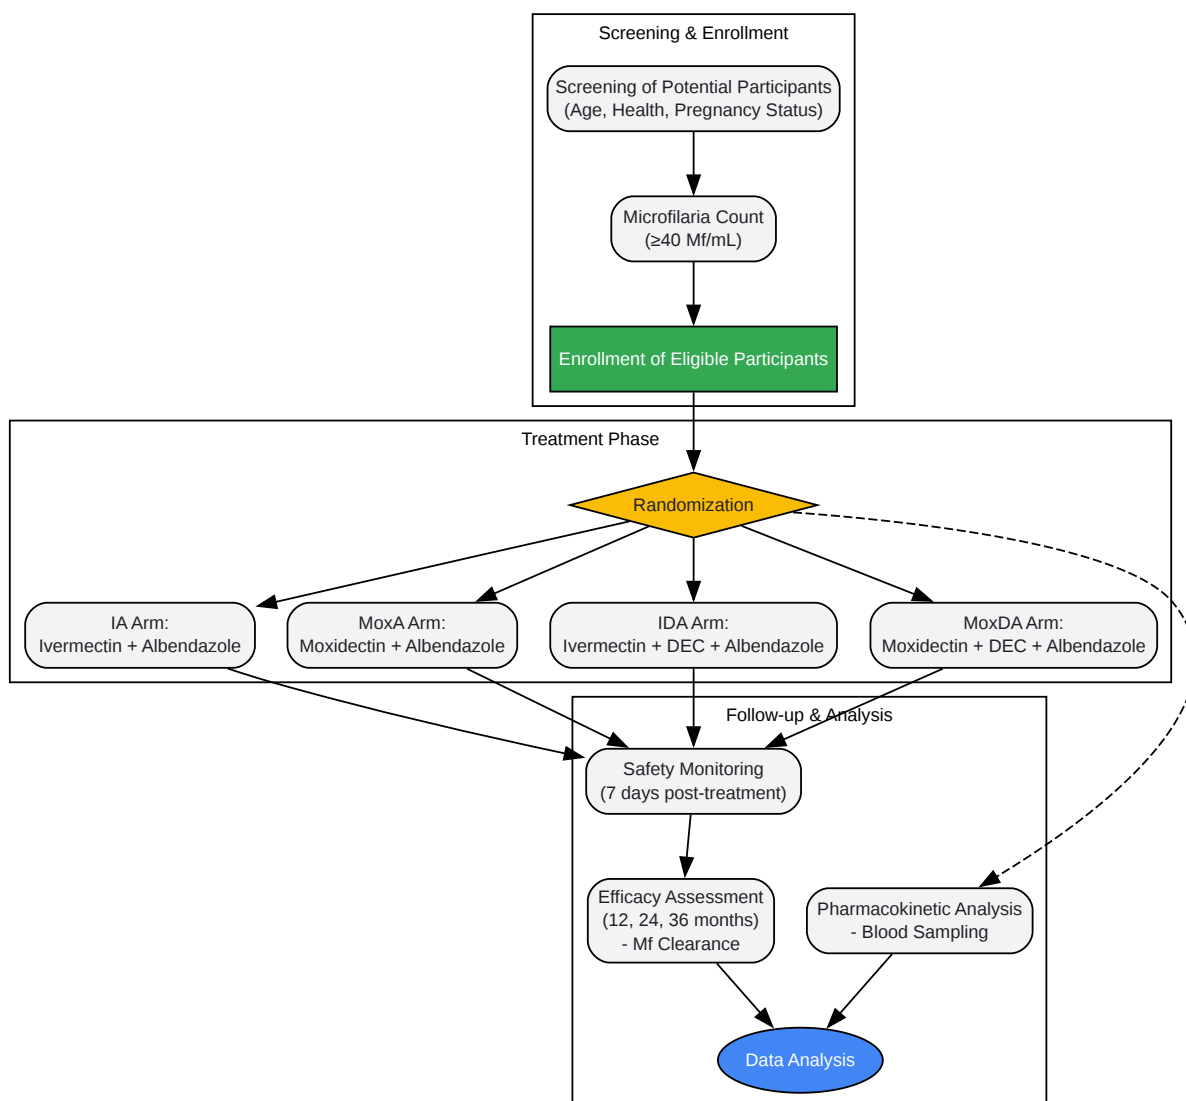 Screening & Enrollment
Screening of Potential Participants
(Age, Health, Pregnancy Status)
Microfilaria Count
(≥40 Mf/mL)
Enrollment of Eligible Participants
Treatment Phase
Randomization
IA Arm:
Ivermectin + Albendazole
MoxA Arm:
Moxidectin + Albendazole
IDA Arm:
Ivermectin + DEC + Albendazole
MoxDA Arm:
Moxidectin + DEC + Albendazole
Follow-up & Analysis
Safety Monitoring
(7 days post-treatment)
Efficacy Assessment
(12, 24, 36 months)
- Mf Clearance
Pharmacokinetic Analysis
- Blood Sampling
Data Analysis